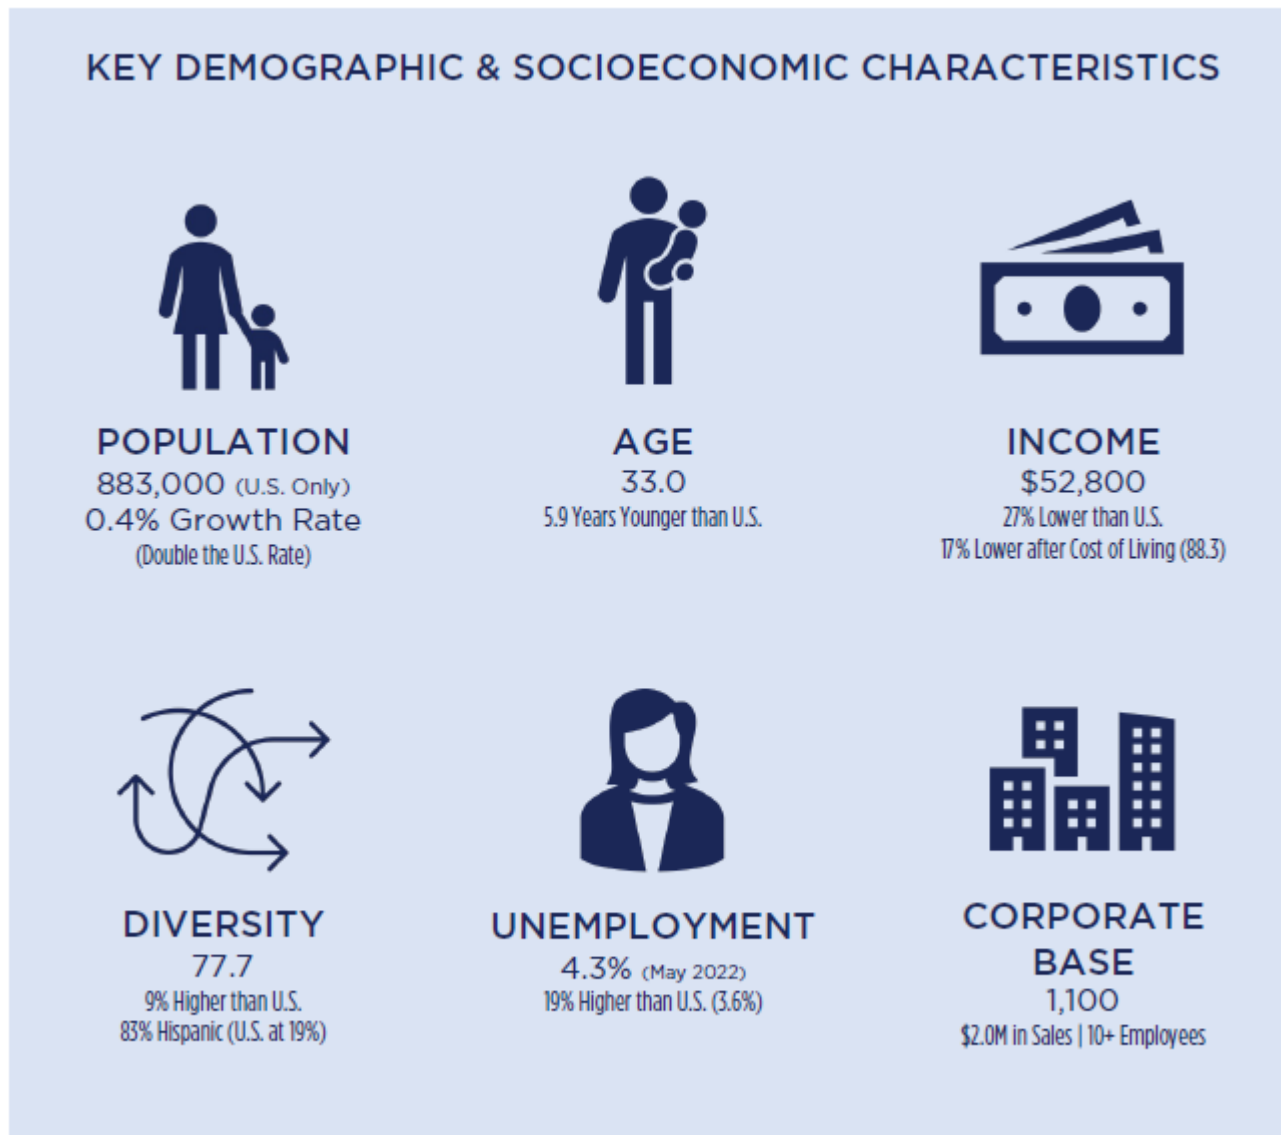 KEY DEMOGRAPHIC & SOCIOECONOMIC CHARACTERISTICS
POPULATION
883,000 (U.S. Only)
0.4% Growth Rate
(Double the U.S. Rate)
AGE
33.0
5.9 Years Younger than U.S.
INCOME
$52,800
27% Lower than U.S.
17% Lower after Cost of Living (88.3)
DIVERSITY
77.7
9% Higher than U.S.
83% Hispanic (U.S. at 19%)
UNEMPLOYMENT
4.3% (May 2022)
19% Higher than U.S. (3.6%)
CORPORATE
BASE
1,100
$2.0M in Sales | 10+ Employees